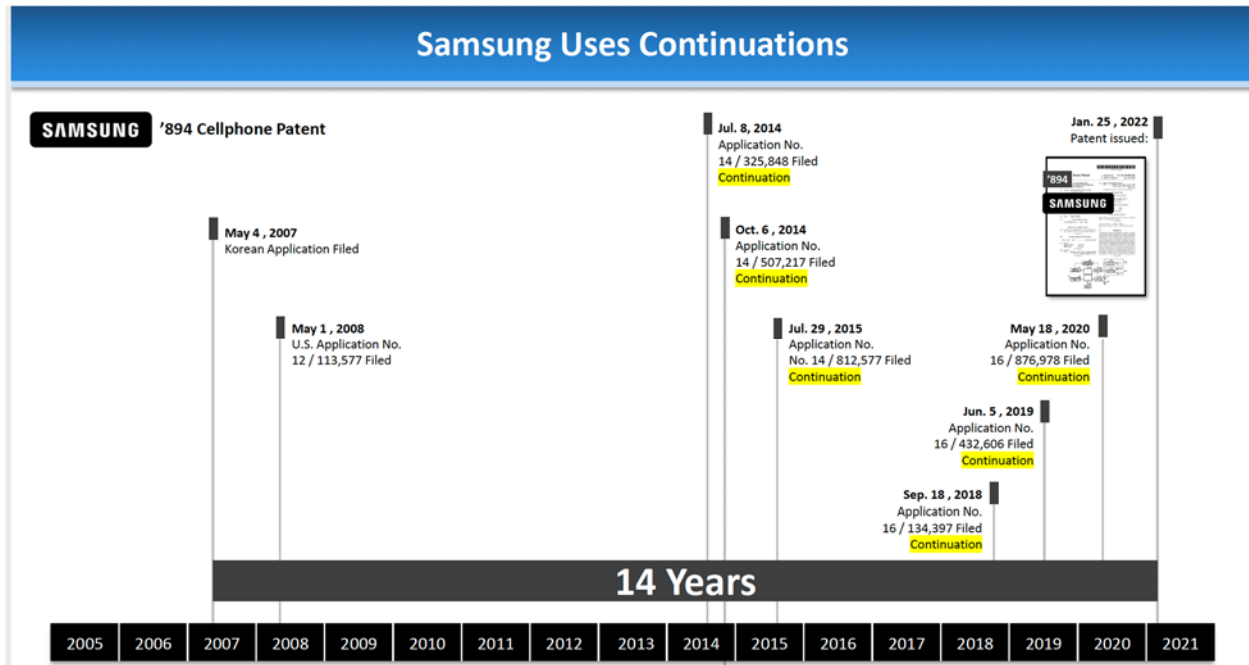 Samsung Uses Continuations
SAMSUNG
'894 Cellphone Patent
May 4 , 2007
Korean Application Filed
May 1 , 2008
U.S. Application No.
12 / 113,577 Filed
Jul. 8, 2014
Application No.
14 / 325,848 Filed
Continuation
Oct. 6 , 2014
Application No.
14 / 507,217 Filed
Continuation
Jul. 29 , 2015
Application No.
No. 14 / 812,577 Filed
Continuation
Sep. 18 , 2018
Application No.
16 / 134,397 Filed
Continuation
Jun. 5 , 2019
Application No.
16 / 432,606 Filed
Continuation
May 18 , 2020
Application No.
16 / 876,978 Filed
Continuation
Jan. 25 , 2022
Patent issued:
'894
SAMSUNG
14 Years
2005 2006 2007 2008 2009 2010 2011 2012 2013 2014 2015 2016 2017 2018 2019 2020 2021